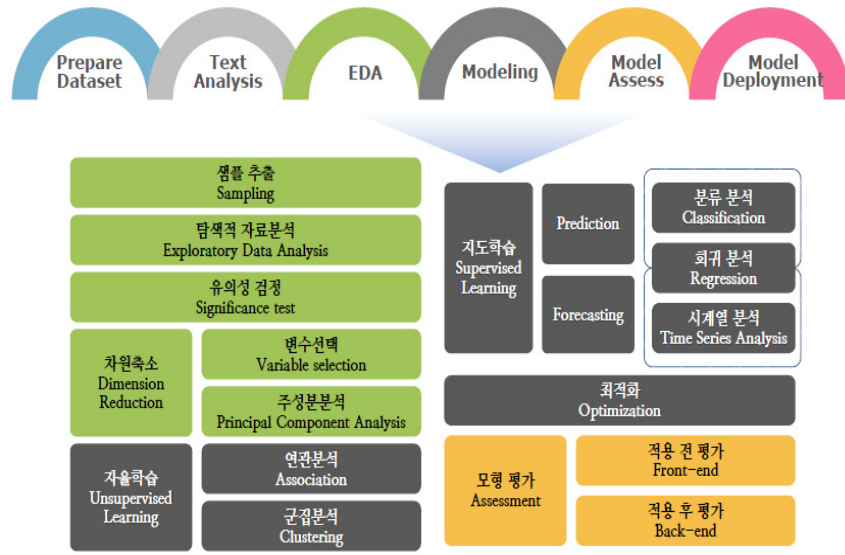 Prepare
Dataset
Text
Analysis
EDA
Modeling
Model
Assess
Model
Deployment
샘플 추출
Sampling
탐색적 자료분석
Exploratory Data Analysis
유의성 검정
Significance test
차원축소
Dimension
Reduction
변수선택
Variable selection
주성분분석
Principal Component Analysis
자율학습
Unsupervised
Learning
연관분석
Association
군집분석
Clustering
지도학습
Supervised
Learning
Prediction
Forecasting
분류 분석
Classification
회귀 분석
Regression
시계열 분석
Time Series Analysis
최적화
Optimization
모형 평가
Assessment
적용 전 평가
Front-end
적용 후 평가
Back-end